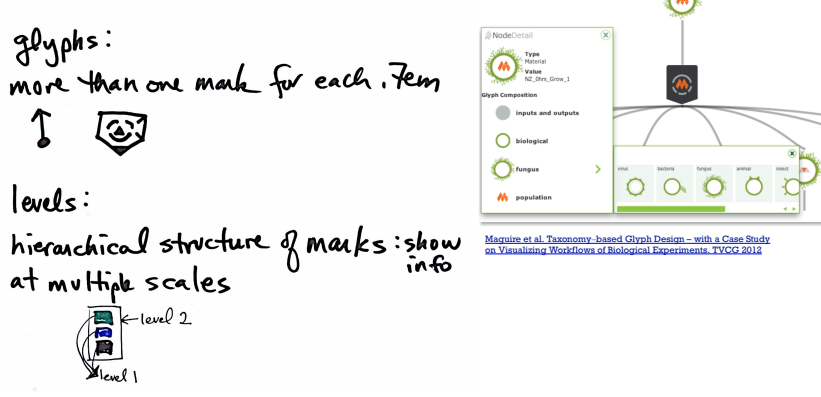 glyphs:
more than one mark for each item
levels:
hierarchical structure of marks: show
info
at multiple scales
level 2
level 1
NodeDetail
Type
Material
Value
NZ_0hrs_Grow_1
Glyph Composition
inputs and outputs
biological
fungus
population
virus
bacteria
fungus
animal
insect
Maguire et al. Taxonomy-based Glyph Design – with a Case Study
on Visualizing Workflows of Biological Experiments. TVCG 2012